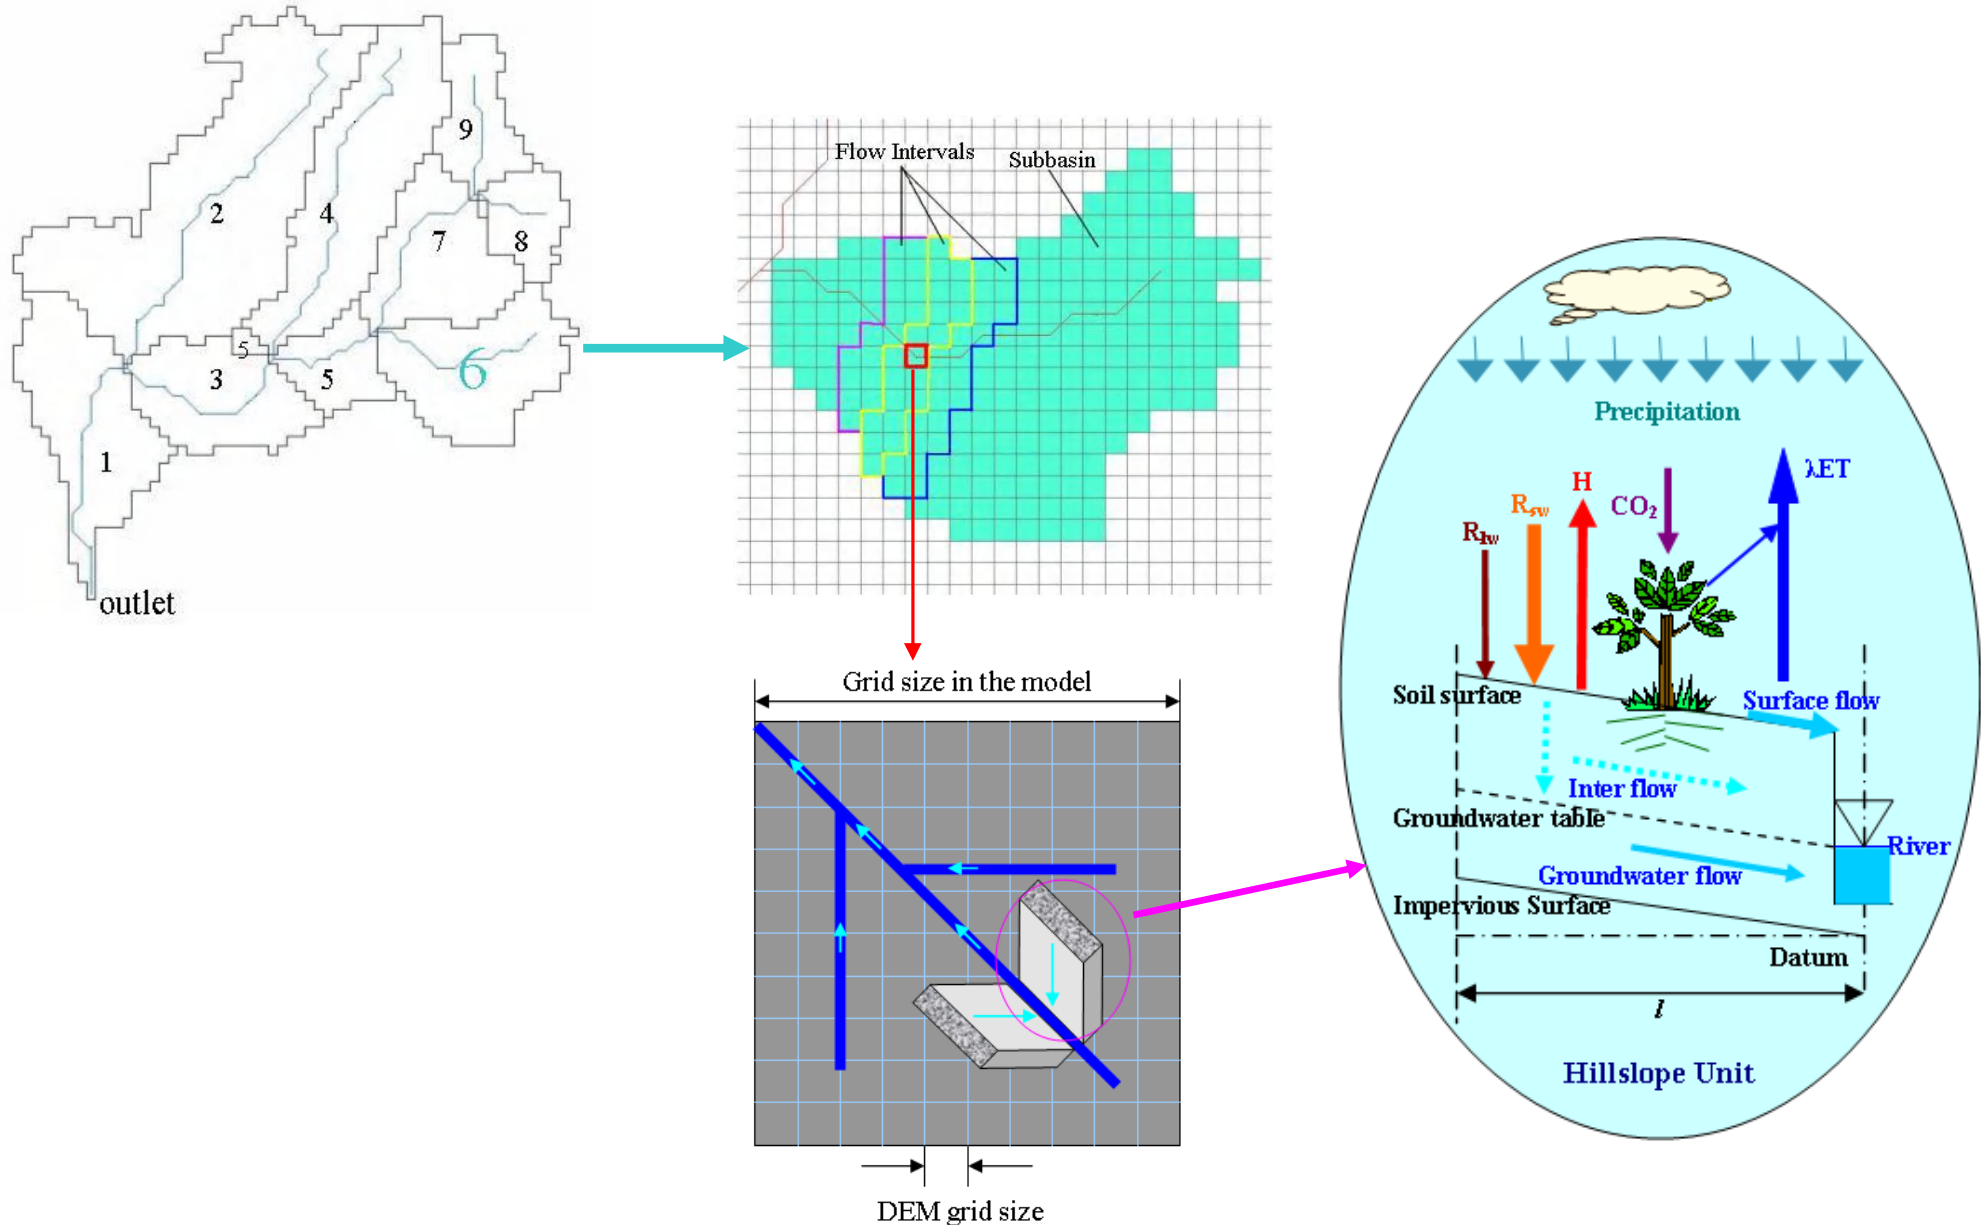 9
2
4
7
8
5
3
5
6
1
outlet
Flow Intervals
Subbasin
Grid size in the model
DEM grid size
Precipitation
λET
H
R_sw
CO₂
R_lw
Soil surface
Surface flow
Inter flow
Groundwater table
River
Groundwater flow
Impervious Surface
Datum
l
Hillslope Unit